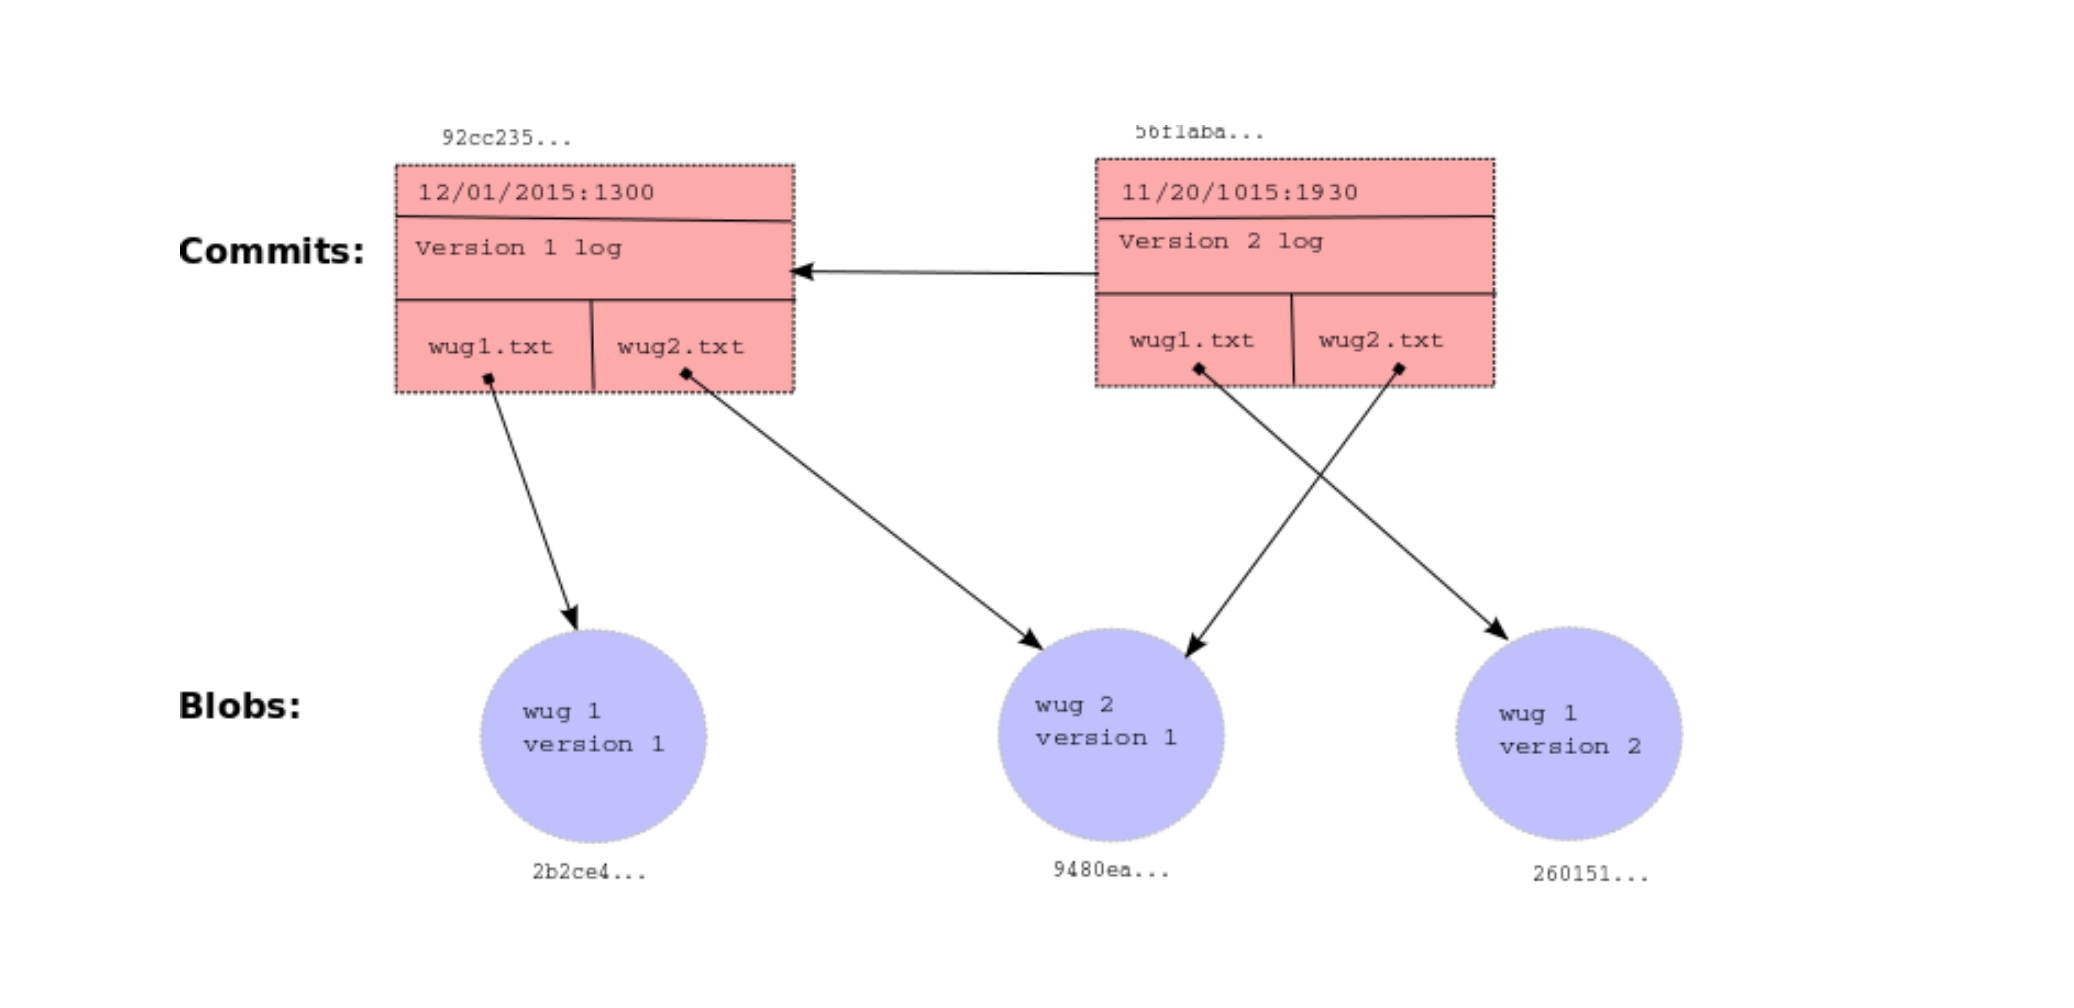 92cc235...
56f1aba...
12/01/2015:1300
11/20/1015:1930
Commits:
Version 1 log
Version 2 log
wug1.txt
wug2.txt
wug1.txt
wug2.txt
Blobs:
wug 1
version 1
wug 2
version 1
wug 1
version 2
2b2ce4...
9480ea...
260151...